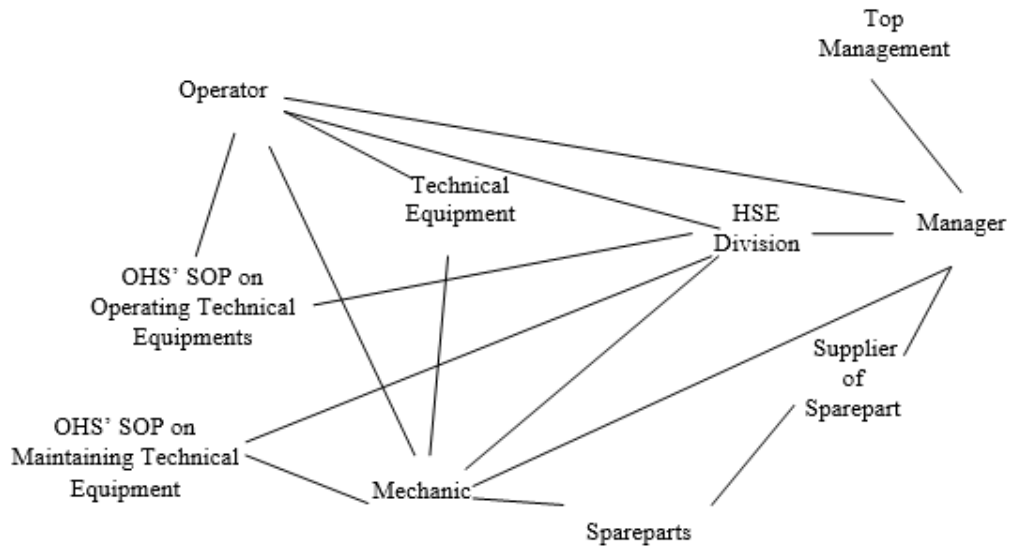 Top
Management
Operator
Technical
Equipment
HSE
Division
Manager
OHS’ SOP on
Operating Technical
Equipments
Supplier
of
Sparepart
OHS’ SOP on
Maintaining Technical
Equipment
Mechanic
Spareparts